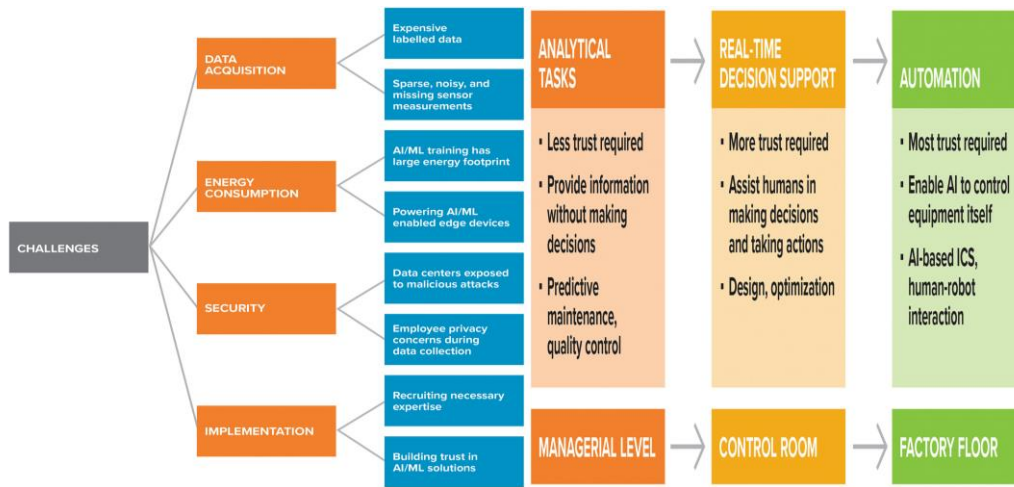 CHALLENGES
DATA
ACQUISITION
Expensive
labelled data
Sparse, noisy, and
missing sensor
measurements
ENERGY
CONSUMPTION
AI/ML training has
large energy footprint
Powering AI/ML
enabled edge devices
SECURITY
Data centers exposed
to malicious attacks
Employee privacy
concerns during
data collection
IMPLEMENTATION
Recruiting necessary
expertise
Building trust in
AI/ML solutions
ANALYTICAL
TASKS
▪ Less trust required
▪ Provide information
without making
decisions
▪ Predictive
maintenance,
quality control
MANAGERIAL LEVEL
REAL-TIME
DECISION SUPPORT
▪ More trust required
▪ Assist humans in
making decisions
and taking actions
▪ Design, optimization
CONTROL ROOM
AUTOMATION
▪ Most trust required
▪ Enable AI to control
equipment itself
▪ AI-based ICS,
human-robot
interaction
FACTORY FLOOR